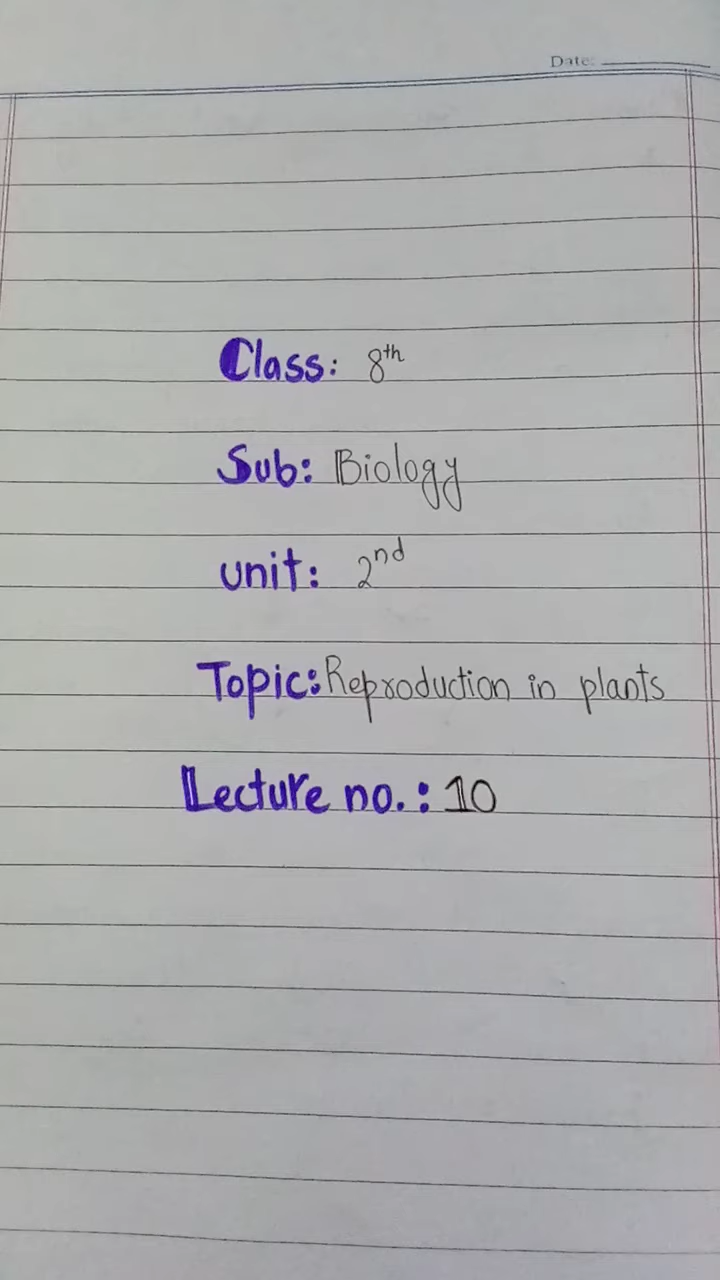 Date:
Class: 8th
Sub: Biology
unit: 2nd
Topic: Reproduction in plants
Lecture no.: 10